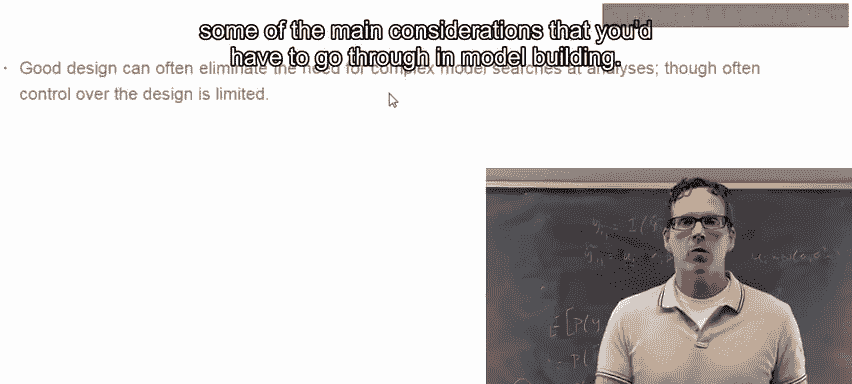 some of the main considerations that you'd
have to go through in model building.
· Good design can often eliminate the need for complex model searches at analyses; though often
control over the design is limited.